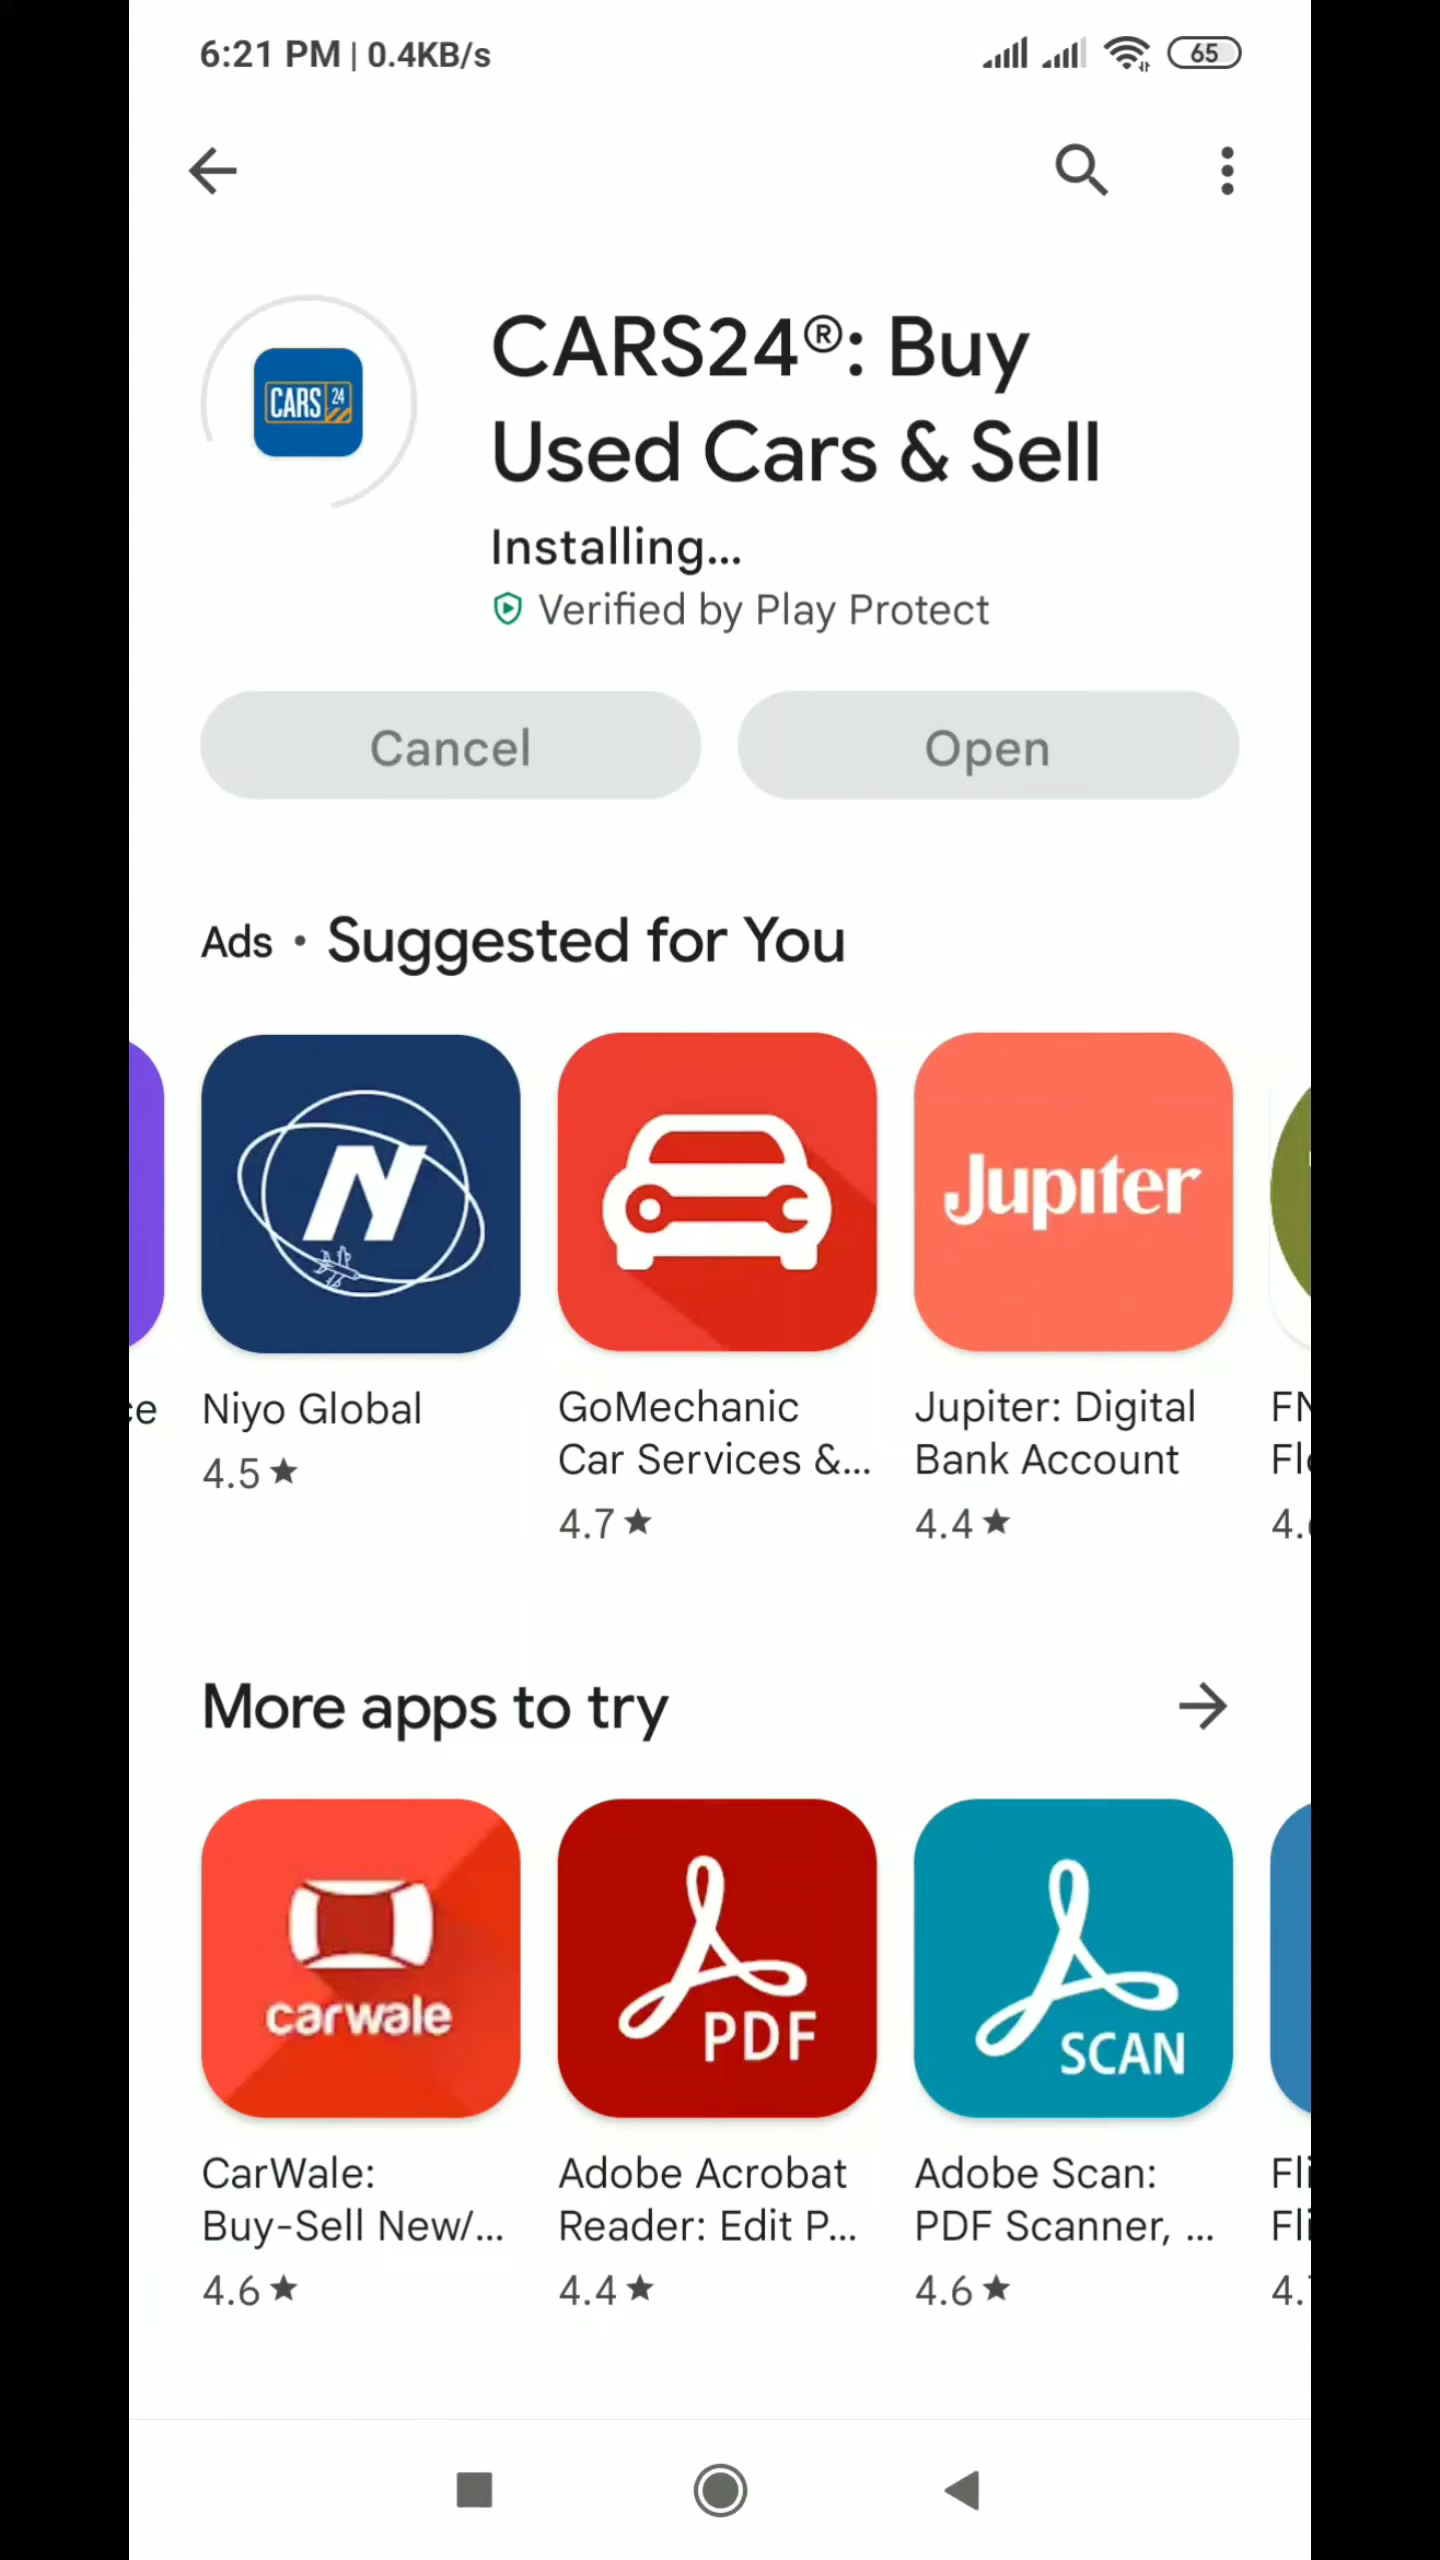 6:21 PM | 0.4KB/s
65
CARS 24
CARS24®: Buy
Used Cars & Sell
Installing...
Verified by Play Protect
Cancel
Open
Ads • Suggested for You
N
Jupiter
Niyo Global
4.5★
GoMechanic
Car Services &...
4.7★
Jupiter: Digital
Bank Account
4.4★
More apps to try
carwale
PDF
SCAN
CarWale:
Buy-Sell New/...
4.6★
Adobe Acrobat
Reader: Edit P...
4.4★
Adobe Scan:
PDF Scanner, ...
4.6★